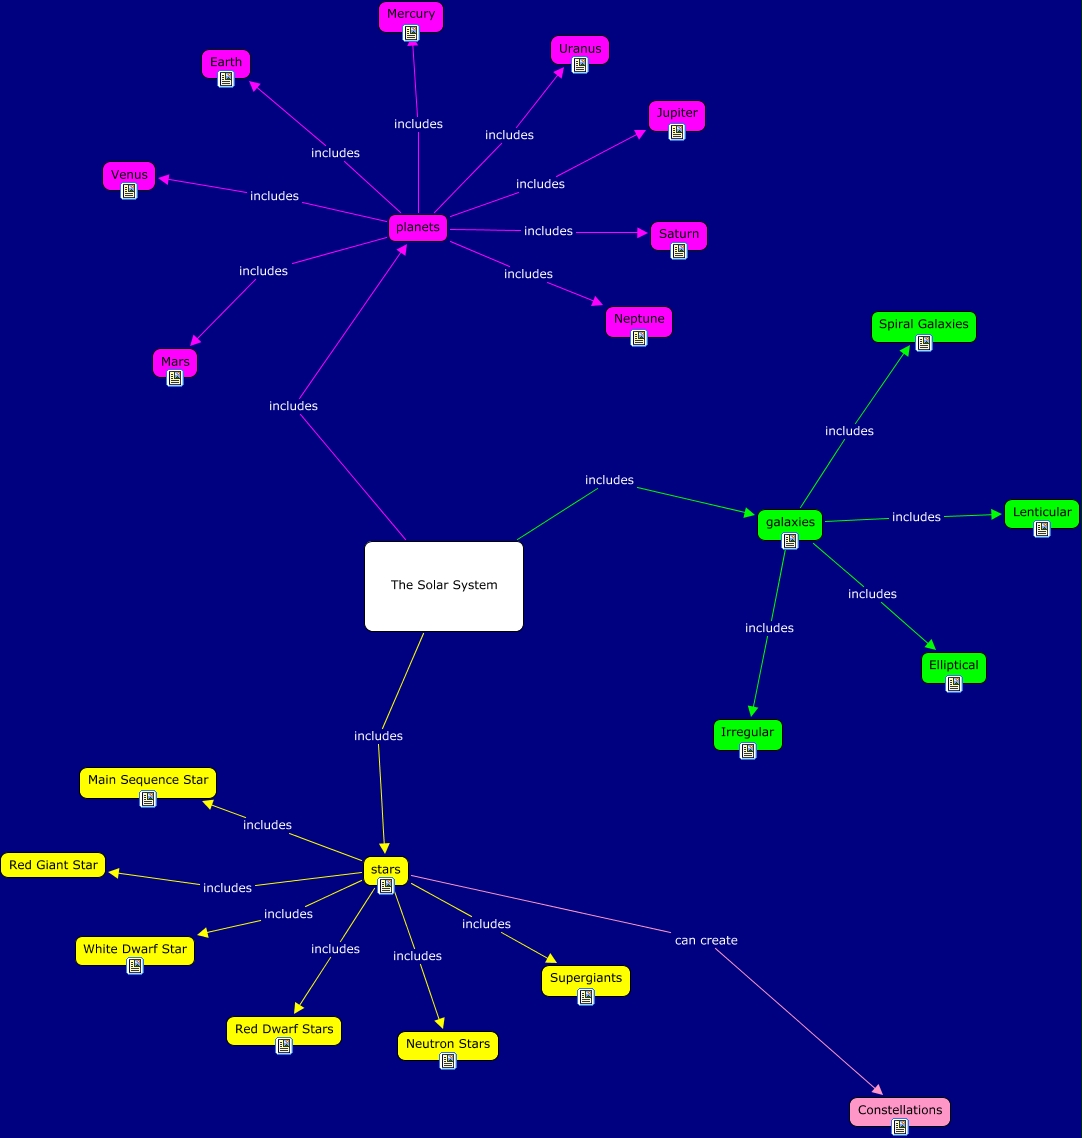 Mercury
Uranus
Earth
Jupiter
includes
includes
includes
Venus
includes
includes
planets
includes
Saturn
includes
includes
Neptune
Spiral Galaxies
Mars
includes
includes
includes
galaxies
includes
Lenticular
The Solar System
includes
includes
Elliptical
Irregular
includes
Main Sequence Star
includes
Red Giant Star
stars
includes
includes
includes
can create
White Dwarf Star
includes
includes
Supergiants
Red Dwarf Stars
Neutron Stars
Constellations